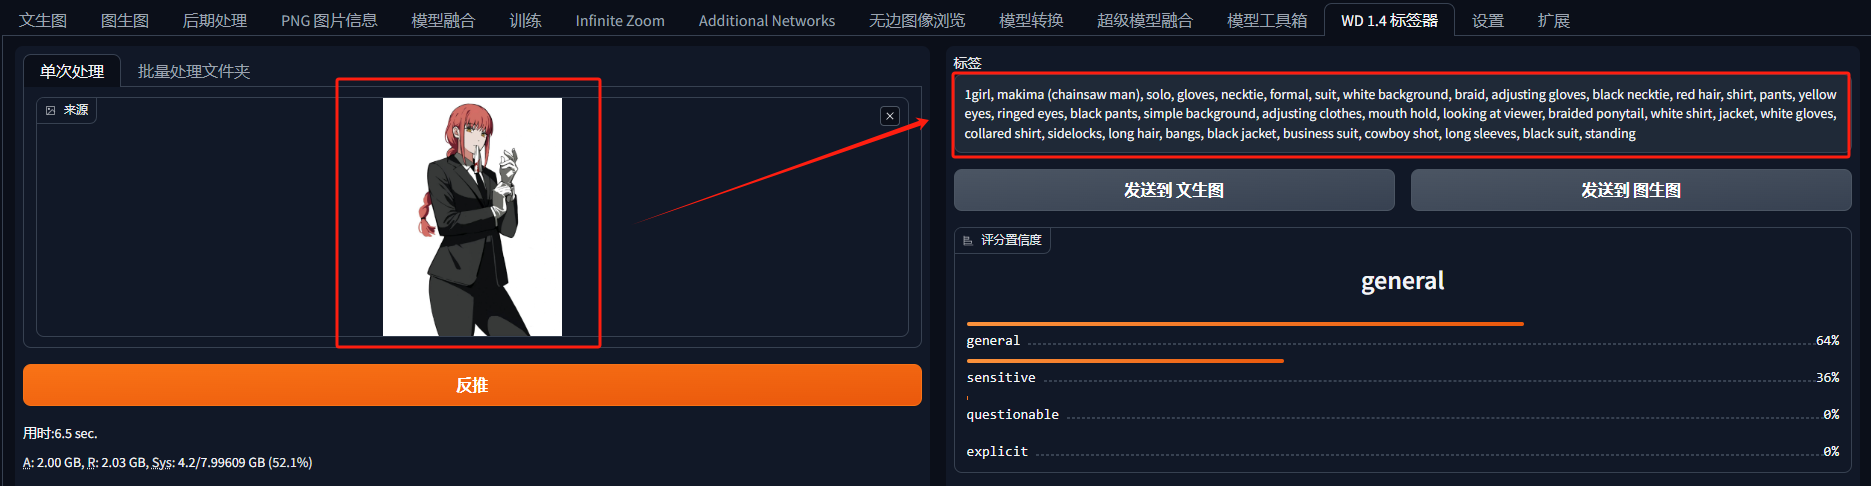 文生图 图生图 后期处理 PNG 图片信息 模型融合 训练 Infinite Zoom Additional Networks 无边图像浏览 模型转换 超级模型融合 模型工具箱 WD 1.4 标签器 设置 扩展
单次处理 批量处理文件夹
来源
反推
用时:6.5 sec.
A: 2.00 GB, R: 2.03 GB, Sys: 4.2/7.99609 GB (52.1%)
标签
1girl, makima (chainsaw man), solo, gloves, necktie, formal, suit, white background, braid, adjusting gloves, black necktie, red hair, shirt, pants, yellow
eyes, ringed eyes, black pants, simple background, adjusting clothes, mouth hold, looking at viewer, braided ponytail, white shirt, jacket, white gloves,
collared shirt, sidelocks, long hair, bangs, black jacket, business suit, cowboy shot, long sleeves, black suit, standing
发送到 文生图 发送到 图生图
评分置信度
general
general 64%
sensitive 36%
questionable 0%
explicit 0%